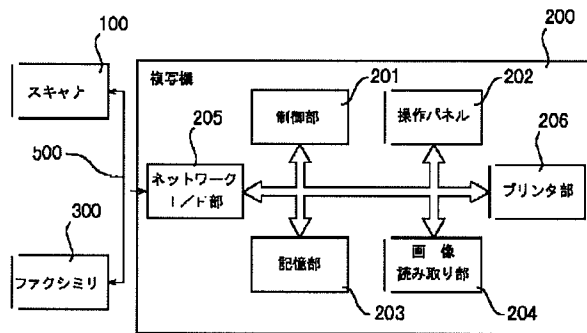 100
200
スキャナ
複写機
201
202
205
制御部
操作パネル
206
500
ネットワーク
I/F部
プリンタ部
300
ファクシミリ
記憶部
画像
読み取り部
203
204